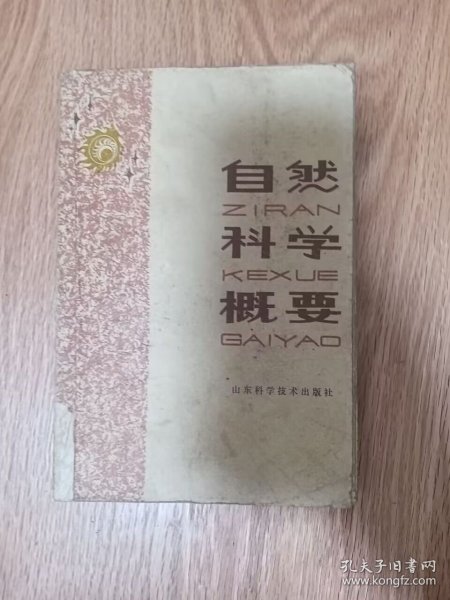 自然
ZIRAN
科学
KEXUE
概要
GAIYAO
山东科学技术出版社
孔夫子旧书网
www.kongfz.com